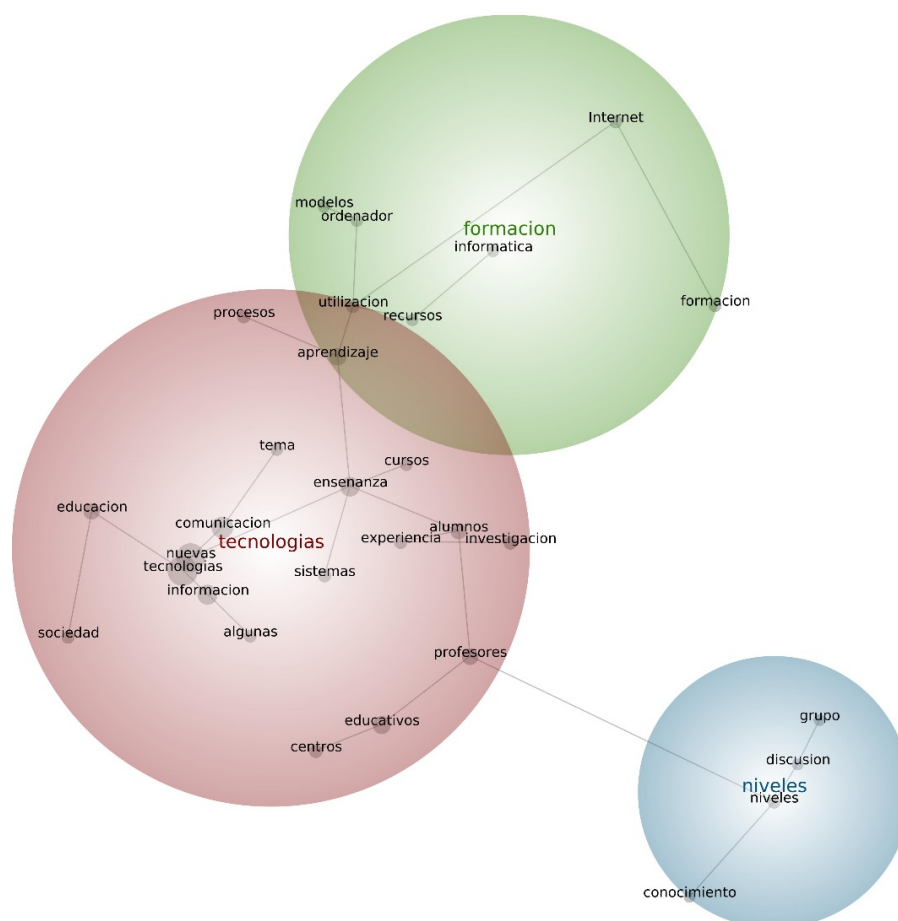 Internet
modelos
ordenador
formacion
informatica
utilizacion
formacion
procesos
recursos
aprendizaje
tema
cursos
ensenanza
educacion
comunicacion
alumnos
tecnologias
experiencia
investigacion
nuevas
tecnologias
sistemas
informacion
sociedad
algunas
profesores
educativos
centros
grupo
discusion
niveles
niveles
conocimiento